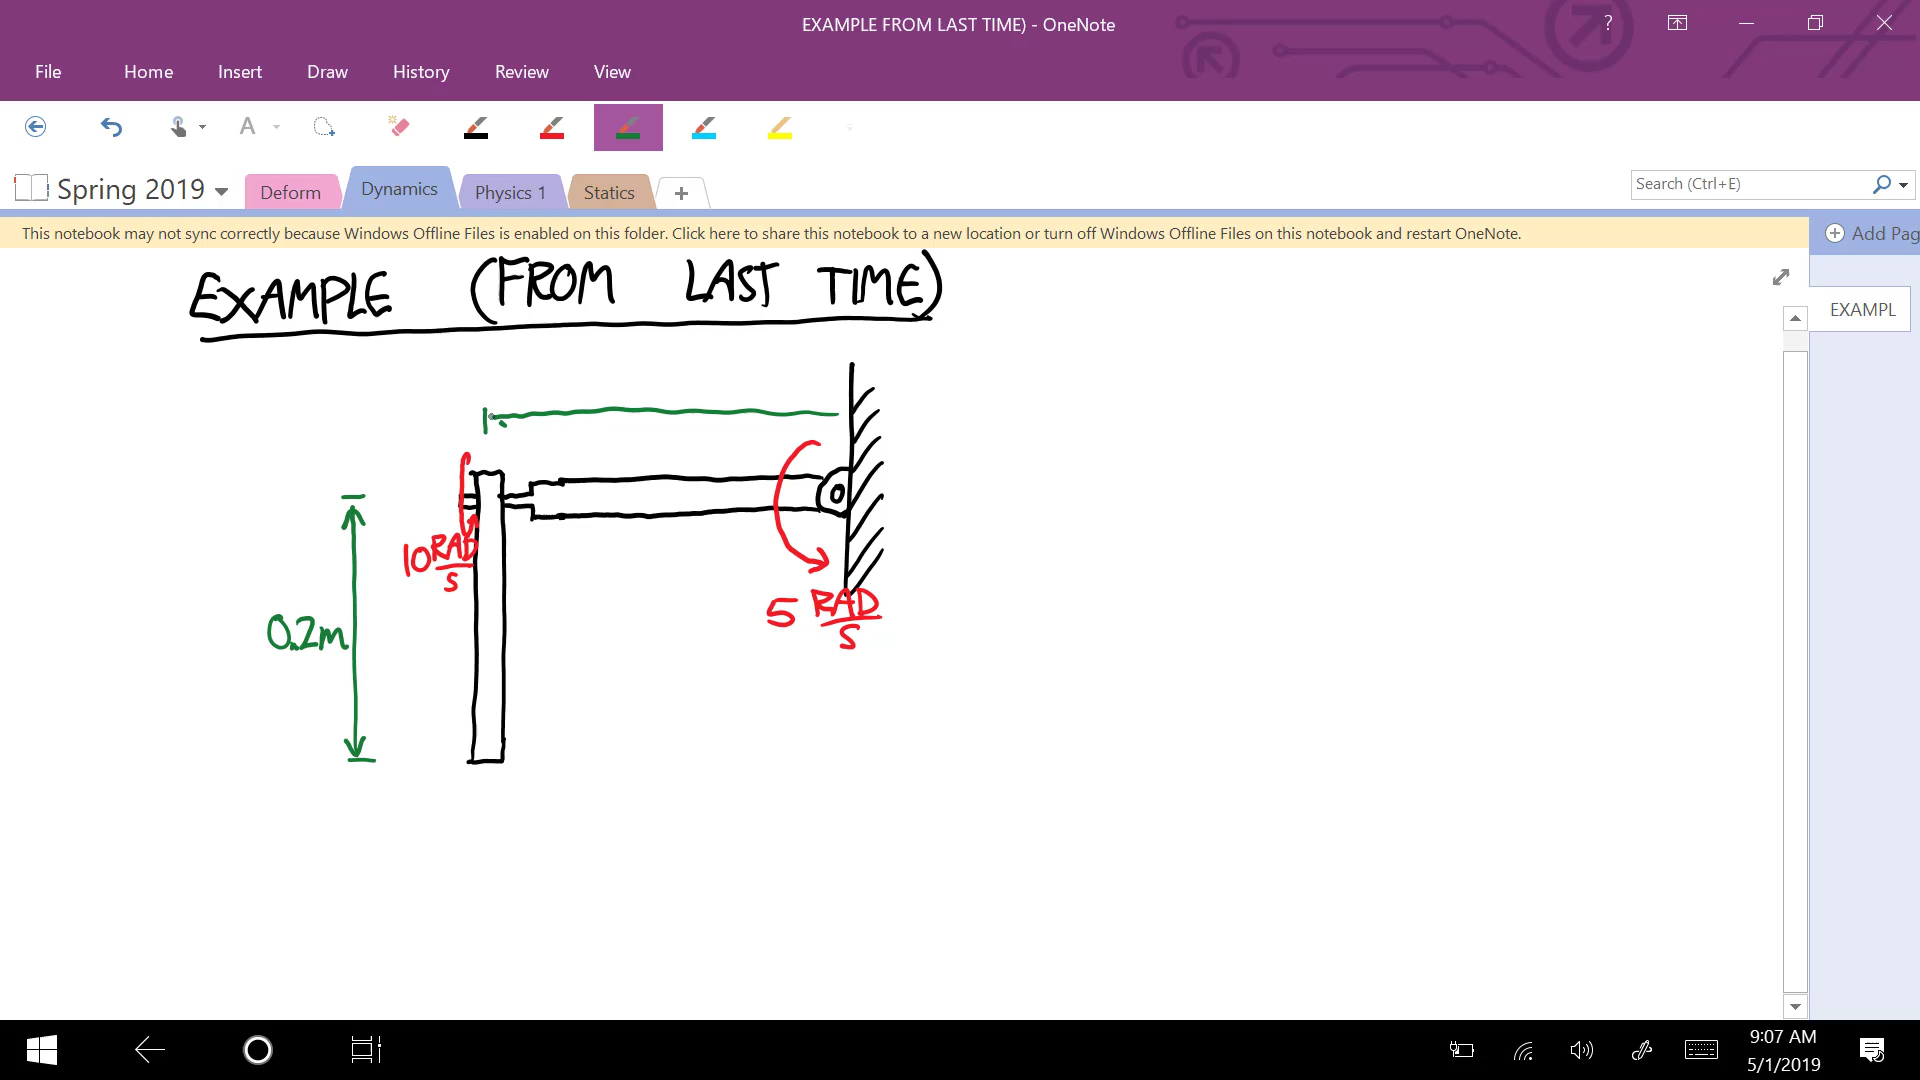 EXAMPLE FROM LAST TIME) - OneNote
?
File Home Insert Draw History Review View
A
Spring 2019 Deform Dynamics Physics 1 Statics +
Search (Ctrl+E)
This notebook may not sync correctly because Windows Offline Files is enabled on this folder. Click here to share this notebook to a new location or turn off Windows Offline Files on this notebook and restart OneNote.
Add Pag
EXAMPL
EXAMPLE (FROM LAST TIME)
10 RAD
S
5 RAD
S
0.2m
9:07 AM
5/1/2019